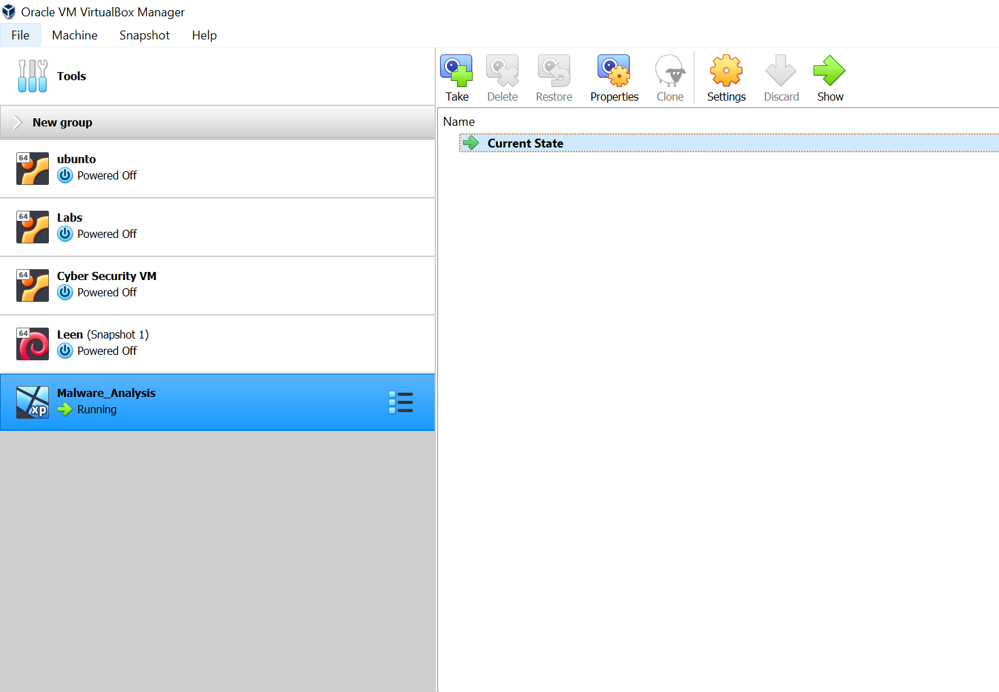 Oracle VM VirtualBox Manager
File Machine Snapshot Help
Tools
Take Delete Restore Properties Clone Settings Discard Show
New group
Name
Current State
64
ubunto
Powered Off
64
Labs
Powered Off
64
Cyber Security VM
Powered Off
64
Leen (Snapshot 1)
Powered Off
xp
Malware_Analysis
Running